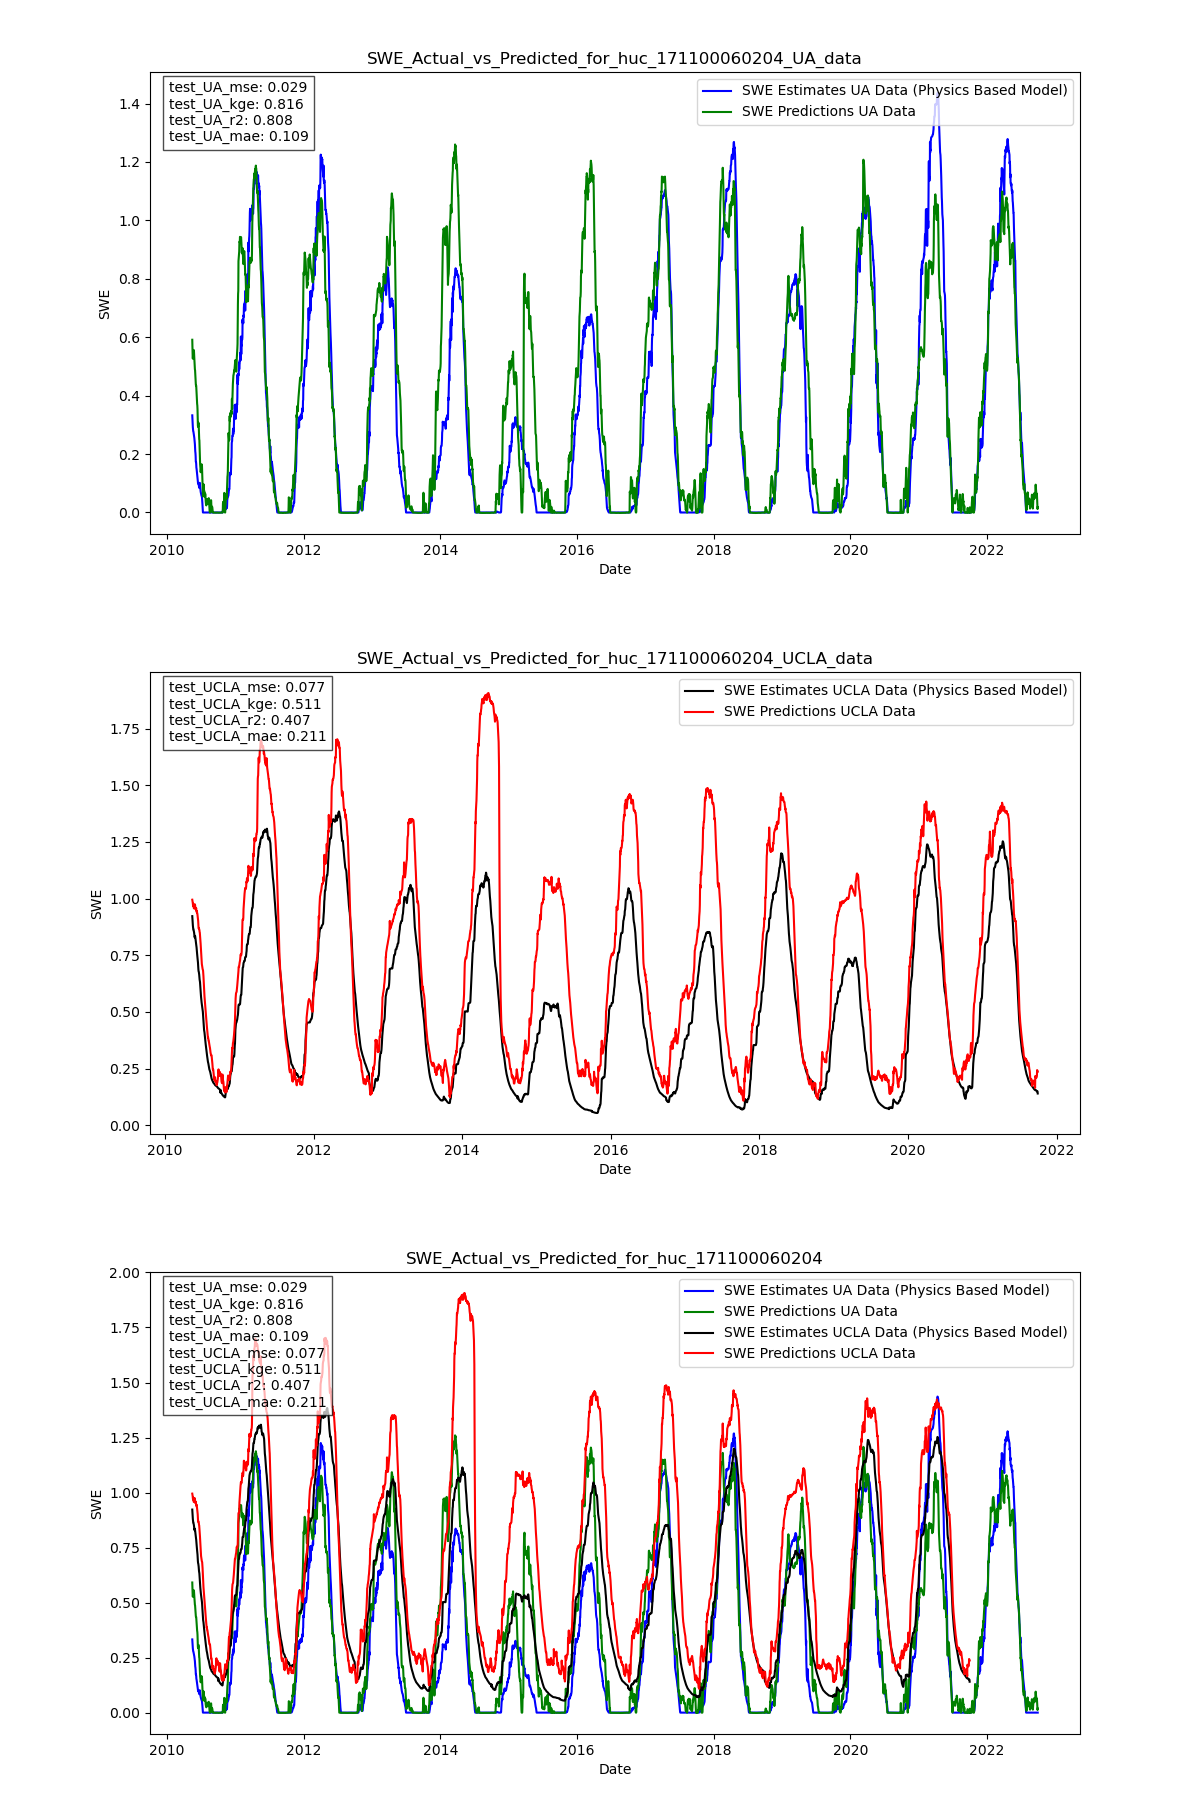 SWE_Actual_vs_Predicted_for_huc_171100060204_UA_data
test_UA_mse: 0.029
test_UA_kge: 0.816
test_UA_r2: 0.808
test_UA_mae: 0.109
SWE Estimates UA Data (Physics Based Model)
SWE Predictions UA Data
1.4
1.2
1.0
0.8
0.6
0.4
0.2
0.0
SWE
2010 2012 2014 2016 2018 2020 2022
Date
SWE_Actual_vs_Predicted_for_huc_171100060204_UCLA_data
test_UCLA_mse: 0.077
test_UCLA_kge: 0.511
test_UCLA_r2: 0.407
test_UCLA_mae: 0.211
SWE Estimates UCLA Data (Physics Based Model)
SWE Predictions UCLA Data
1.75
1.50
1.25
1.00
0.75
0.50
0.25
0.00
SWE
2010 2012 2014 2016 2018 2020 2022
Date
SWE_Actual_vs_Predicted_for_huc_171100060204
test_UA_mse: 0.029
test_UA_kge: 0.816
test_UA_r2: 0.808
test_UA_mae: 0.109
test_UCLA_mse: 0.077
test_UCLA_kge: 0.511
test_UCLA_r2: 0.407
test_UCLA_mae: 0.211
SWE Estimates UA Data (Physics Based Model)
SWE Predictions UA Data
SWE Estimates UCLA Data (Physics Based Model)
SWE Predictions UCLA Data
2.00
1.75
1.50
1.25
1.00
0.75
0.50
0.25
0.00
SWE
2010 2012 2014 2016 2018 2020 2022
Date